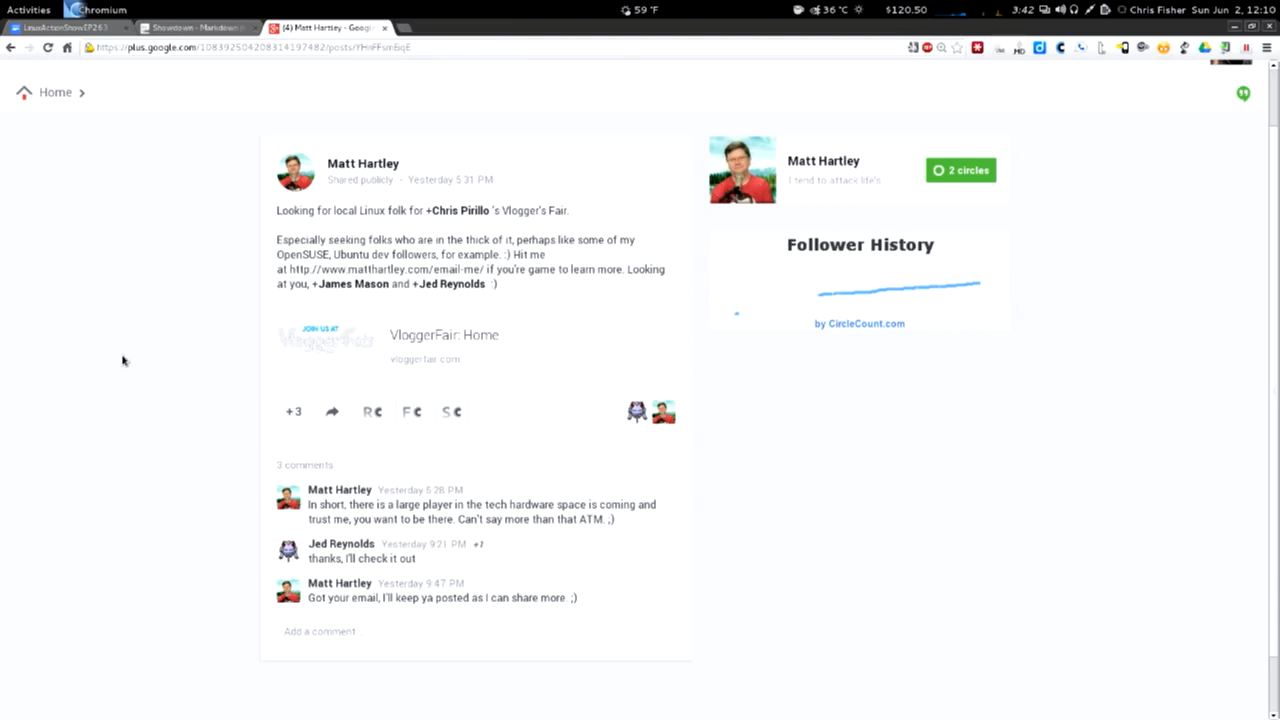 Activities Chromium 59 °F 36 °C $120.50 3:42 Chris Fisher Sun Jun 2, 12:10
LinuxActionShowEP263 Showdown - Markdown (4) Matt Hartley - Goog
https://plus.google.com/108392504208314197482/posts/
Home
Matt Hartley
Shared publicly - Yesterday 5:31 PM
Looking for local Linux folk for +Chris Pirillo 's Vlogger's Fair.
Especially seeking folks who are in the thick of it, perhaps like some of my
OpenSUSE, Ubuntu dev followers, for example. :) Hit me
at http://www.matthartley.com/email-me/ if you're game to learn more. Looking
at you, +James Mason and +Jed Reynolds :)
JOIN US AT
VloggerFair
VloggerFair: Home
vloggerfair.com
+3 RC FC SC
3 comments
Matt Hartley Yesterday 5:28 PM
In short, there is a large player in the tech hardware space is coming and
trust me, you want to be there. Can't say more than that ATM. ;)
Jed Reynolds Yesterday 9:21 PM +1
thanks, I'll check it out
Matt Hartley Yesterday 9:47 PM
Got your email, I'll keep ya posted as I can share more. ;)
Add a comment
Matt Hartley
I tend to attack life's
2 circles
Follower History
by CircleCount.com